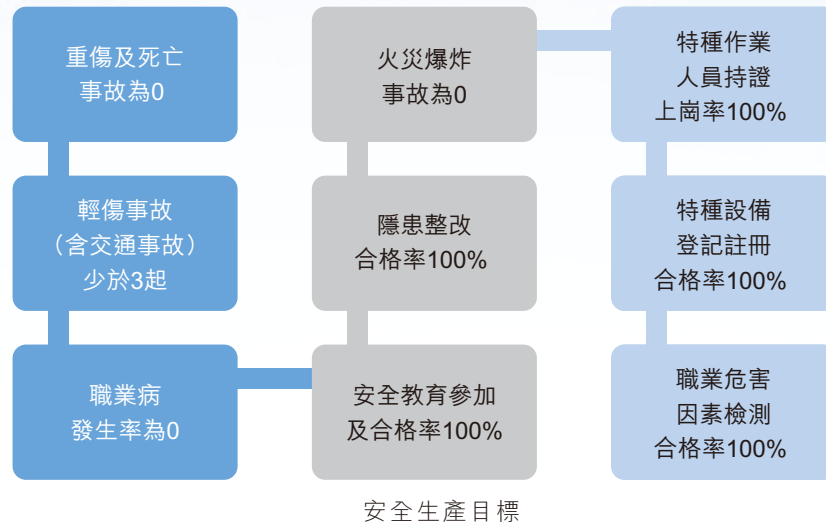 重傷及死亡
事故為0
輕傷事故
（含交通事故）
少於3起
職業病
發生率為0
安全教育參加
及合格率100%
隱患整改
合格率100%
火災爆炸
事故為0
特種作業
人員持證
上崗率100%
特種設備
登記註冊
合格率100%
職業危害
因素檢測
合格率100%
安全生產目標